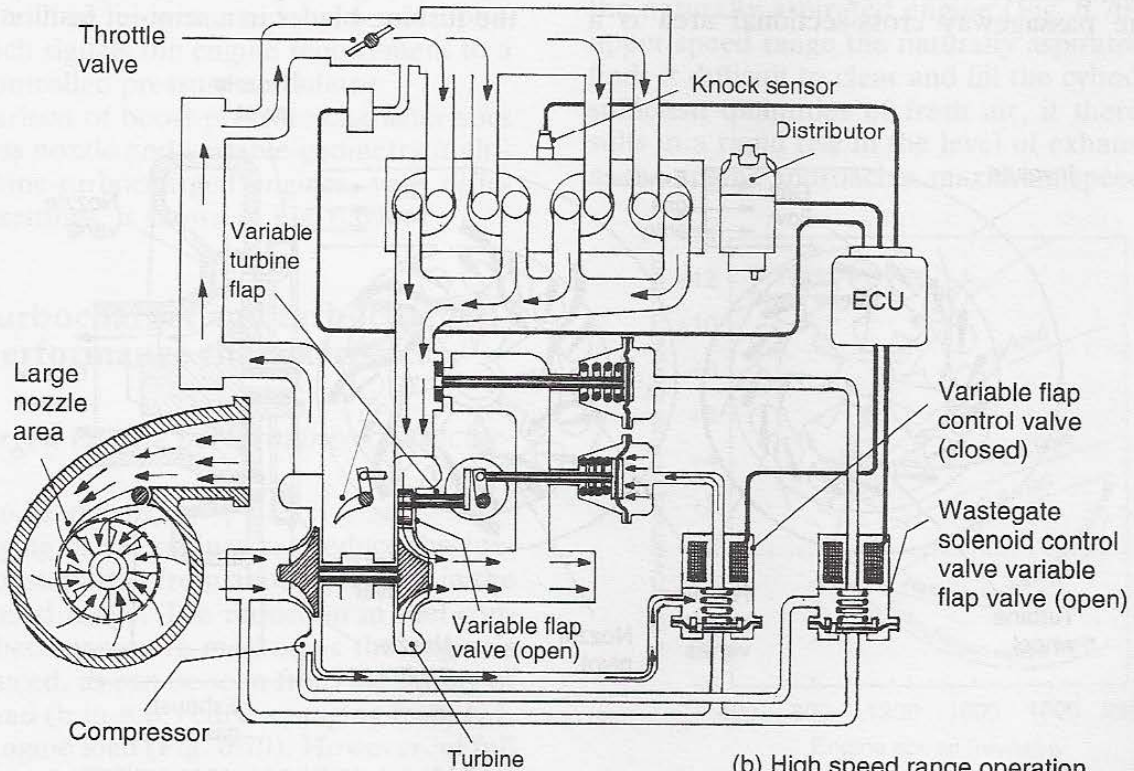 Throttle
valve
Knock sensor
Distributor
Variable
turbine
flap
ECU
Large
nozzle
area
Variable flap
control valve
(closed)
Wastegate
solenoid control
valve variable
flap valve (open)
Variable flap
valve (open)
Compressor
Turbine
(b) High speed range operation